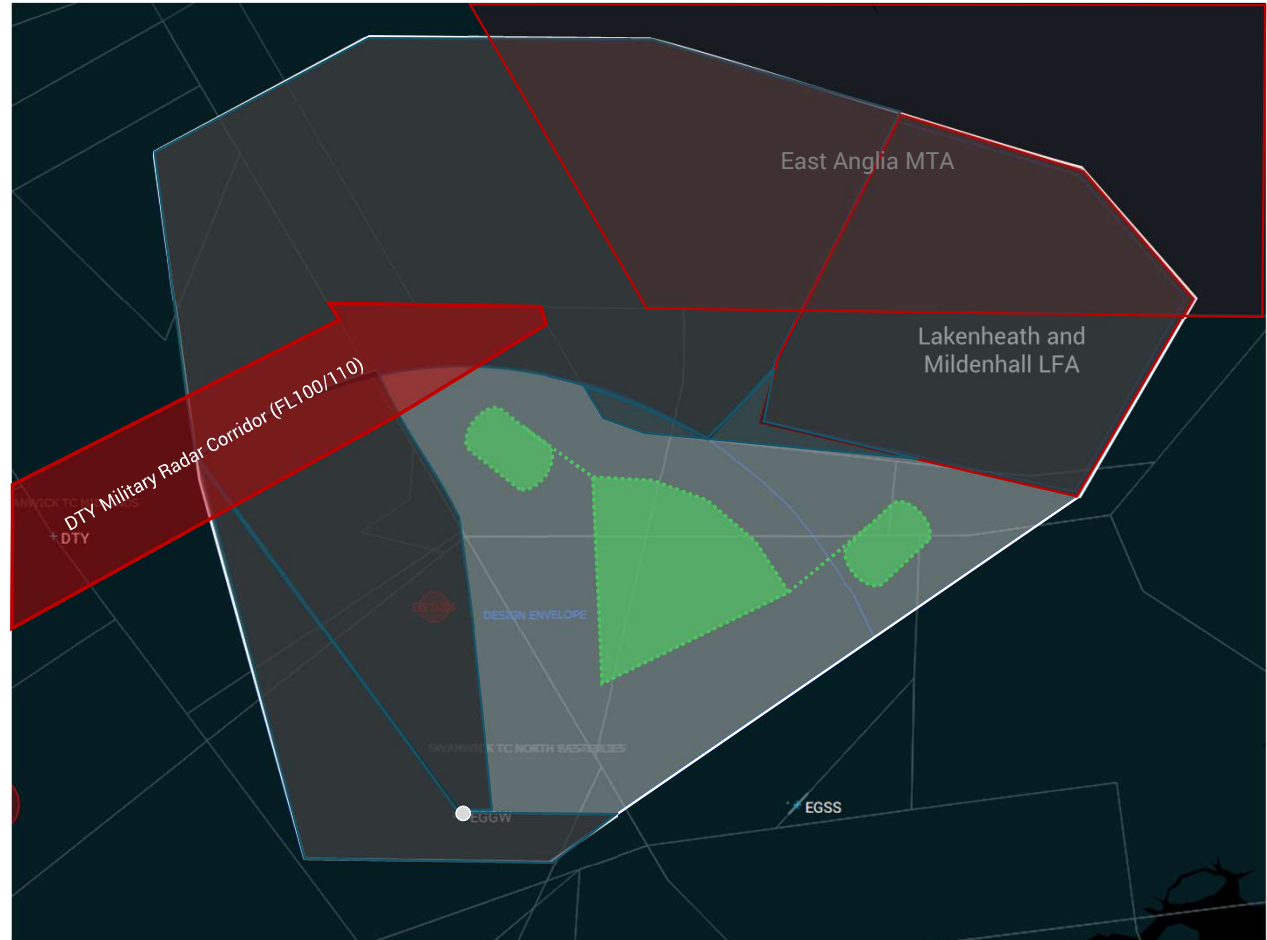 East Anglia MTA
Lakenheath and
Mildenhall LFA
DTY Military Radar Corridor (FL100/110)
DTY
DESIGN ENVELOPE
EGSS
EGGW